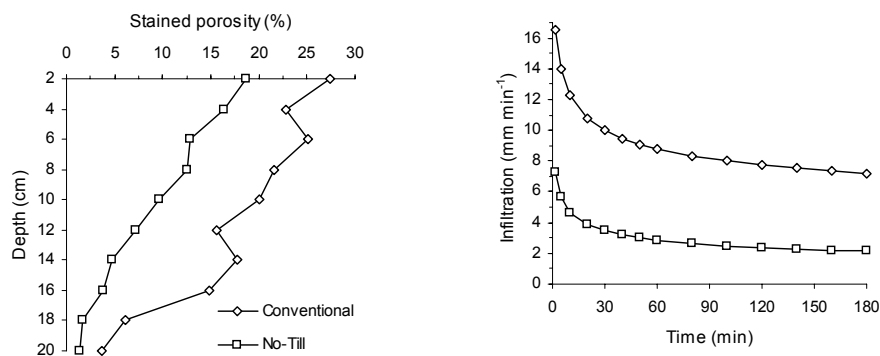 Stained porosity (%)
0 5 10 15 20 25 30
2
4
6
8
10
12
14
16
18
20
Depth (cm)
Conventional
No-Till
16
14
12
10
8
6
4
2
0
Infiltration (mm min-1)
0 30 60 90 120 150 180
Time (min)